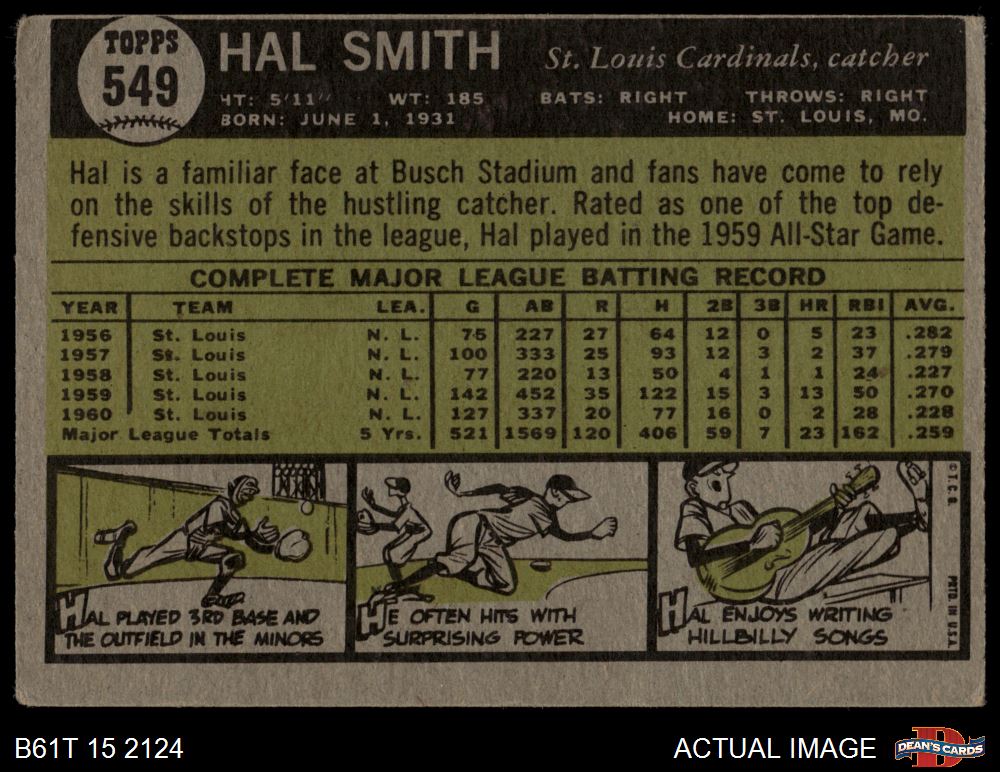 TOPPS
549
HAL SMITH
St. Louis Cardinals, catcher
HT: 5'11" WT: 185 BATS: RIGHT THROWS: RIGHT
BORN: JUNE 1, 1931 HOME: ST. LOUIS, MO.
Hal is a familiar face at Busch Stadium and fans have come to rely
on the skills of the hustling catcher. Rated as one of the top de-
fensive backstops in the league, Hal played in the 1959 All-Star Game.
COMPLETE MAJOR LEAGUE BATTING RECORD
YEAR TEAM LEA. G AB R H 2B 3B HR RBI AVG.
1956 St. Louis N. L. 75 227 27 64 12 0 5 23 .282
1957 St. Louis N. L. 100 333 25 93 12 3 2 37 .279
1958 St. Louis N. L. 77 220 13 50 4 1 1 24 .227
1959 St. Louis N. L. 142 452 35 122 15 3 13 50 .270
1960 St. Louis N. L. 127 337 20 77 16 0 2 28 .228
Major League Totals 5 Yrs. 521 1569 120 406 59 7 23 162 .259
HAL PLAYED 3RD BASE AND
THE OUTFIELD IN THE MINORS
HE OFTEN HITS WITH
SURPRISING POWER
HAL ENJOYS WRITING
HILLBILLY SONGS
© T. C. G.
PRTD. IN U.S.A.
B61T 15 2124
ACTUAL IMAGE
DEAN'S CARDS